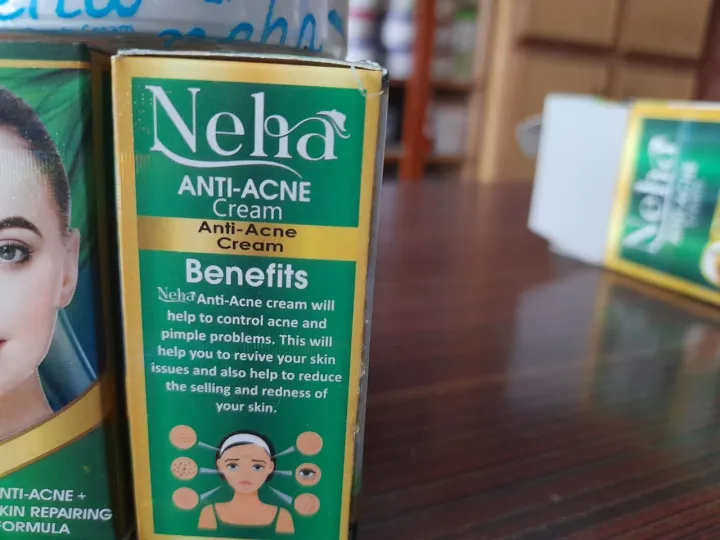 Neha
ANTI-ACNE
Cream
Anti-Acne
Cream
Benefits
Neha Anti-Acne cream will
help to control acne and
pimple problems. This will
help you to revive your skin
issues and also help to reduce
the selling and redness of
your skin.
NTI-ACNE +
KIN REPAIRING
FORMULA
Neha